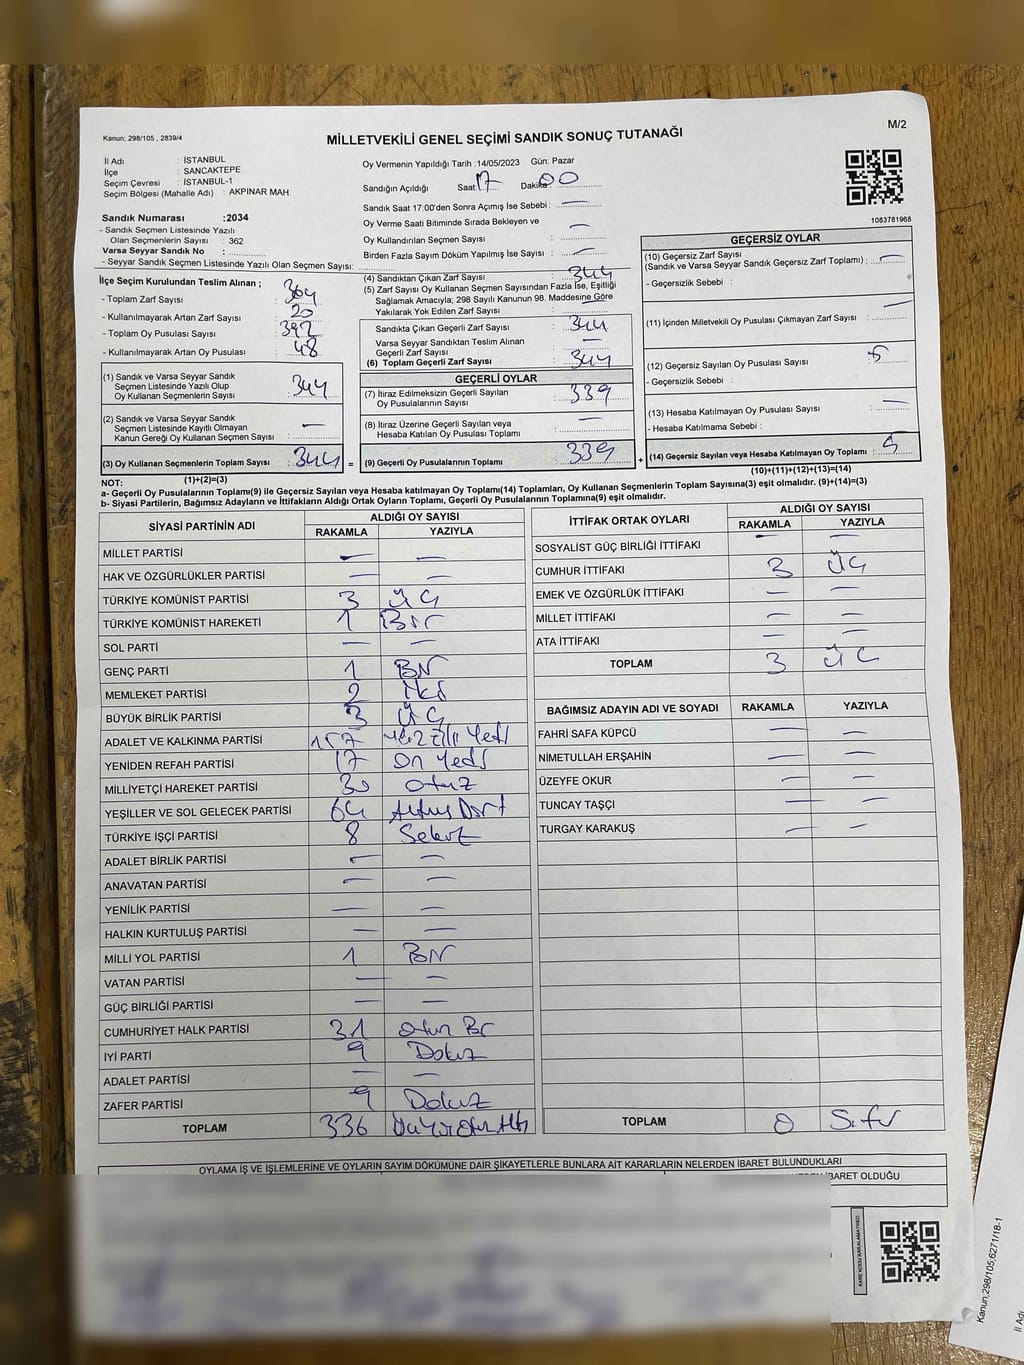 Kanun; 298/105 , 2839/4
M/2
MİLLETVEKİLİ GENEL SEÇİMİ SANDIK SONUÇ TUTANAĞI
İl Adı : İSTANBUL
İlçe : SANCAKTEPE
Seçim Çevresi : İSTANBUL-1
Seçim Bölgesi (Mahalle Adı) : AKPINAR MAH.
Sandık Numarası :2034
- Sandık Seçmen Listesinde Yazılı
Olan Seçmenlerin Sayısı : 362
Varsa Seyyar Sandık No :
- Seyyar Sandık Seçmen Listesinde Yazılı Olan Seçmen Sayısı:
Oy Vermenin Yapıldığı Tarih :14/05/2023 Gün: Pazar
Sandığın Açıldığı Saat: 17 Dakika: 00
Sandık Saat 17:00'den Sonra Açımış İse Sebebi : —
Oy Verme Saati Bitiminde Sırada Bekleyen ve
Oy Kullandırılan Seçmen Sayısı : —
Birden Fazla Sayım Döküm Yapılmış İse Sayısı : —
1083781968
İlçe Seçim Kurulundan Teslim Alınan ;
- Toplam Zarf Sayısı : 364
- Kullanılmayarak Artan Zarf Sayısı : 20
- Toplam Oy Pusulası Sayısı : 392
- Kullanılmayarak Artan Oy Pusulası : 48
(1) Sandık ve Varsa Seyyar Sandık
Seçmen Listesinde Yazılı Olup
Oy Kullanan Seçmenlerin Sayısı : 344
(2) Sandık ve Varsa Seyyar Sandık
Seçmen Listesinde Kayıtlı Olmayan
Kanun Gereği Oy Kullanan Seçmen Sayısı : —
(3) Oy Kullanan Seçmenlerin Toplam Sayısı : 344 =
(4) Sandıktan Çıkan Zarf Sayısı : 344
(5) Zarf Sayısı Oy Kullanan Seçmen Sayısından Fazla İse, Eşitliği
Sağlamak Amacıyla; 298 Sayılı Kanunun 98. Maddesine Göre
Yakılarak Yok Edilen Zarf Sayısı : —
Sandıkta Çıkan Geçerli Zarf Sayısı : 344
Varsa Seyyar Sandıktan Teslim Alınan
Geçerli Zarf Sayısı : —
(6) Toplam Geçerli Zarf Sayısı : 344
GEÇERLİ OYLAR
(7) İtiraz Edilmeksizin Geçerli Sayılan
Oy Pusulalarının Sayısı : 339
(8) İtiraz Üzerine Geçerli Sayılan veya
Hesaba Katılan Oy Pusulası Toplamı : —
(9) Geçerli Oy Pusulalarının Toplamı : 339 +
GEÇERSİZ OYLAR
(10) Geçersiz Zarf Sayısı
(Sandık ve Varsa Seyyar Sandık Geçersiz Zarf Toplamı) : —
- Geçersizlik Sebebi :
(11) İçinden Milletvekili Oy Pusulası Çıkmayan Zarf Sayısı : —
(12) Geçersiz Sayılan Oy Pusulası Sayısı : 5
- Geçersizlik Sebebi :
(13) Hesaba Katılmayan Oy Pusulası Sayısı : —
- Hesaba Katılmama Sebebi :
(14) Geçersiz Sayılan veya Hesaba Katılmayan Oy Toplamı : 5
NOT: (1)+(2)=(3) (10)+(11)+(12)+(13)=(14)
a- Geçerli Oy Pusulalarının Toplamı(9) ile Geçersiz Sayılan veya Hesaba katılmayan Oy Toplamı(14) Toplamları, Oy Kullanan Seçmenlerin Toplam Sayısına(3) eşit olmalıdır. (9)+(14)=(3)
b- Siyasi Partilerin, Bağımsız Adayların ve İttifakların Aldığı Ortak Oyların Toplamı, Geçerli Oy Pusulalarının Toplamına(9) eşit olmalıdır.
SİYASİ PARTİNİN ADI ALDIĞI OY SAYISI
RAKAMLA YAZIYLA
MİLLET PARTİSİ — —
HAK VE ÖZGÜRLÜKLER PARTİSİ — —
TÜRKİYE KOMÜNİST PARTİSİ 3 üç
TÜRKİYE KOMÜNİST HAREKETİ 1 Bir
SOL PARTİ — —
GENÇ PARTİ 1 Bir
MEMLEKET PARTİSİ 2 iki
BÜYÜK BİRLİK PARTİSİ 3 üç
ADALET VE KALKINMA PARTİSİ 157 Yüz Elli Yedi
YENİDEN REFAH PARTİSİ 17 On Yedi
MİLLİYETÇİ HAREKET PARTİSİ 30 otuz
YEŞİLLER VE SOL GELECEK PARTİSİ 64 Altmış Dört
TÜRKİYE İŞÇİ PARTİSİ 8 Sekiz
ADALET BİRLİK PARTİSİ — —
ANAVATAN PARTİSİ — —
YENİLİK PARTİSİ — —
HALKIN KURTULUŞ PARTİSİ — —
MİLLİ YOL PARTİSİ 1 Bir
VATAN PARTİSİ — —
GÜÇ BİRLİĞİ PARTİSİ — —
CUMHURİYET HALK PARTİSİ 31 otuz Bir
İYİ PARTİ 9 Dokuz
ADALET PARTİSİ — —
ZAFER PARTİSİ 9 Dokuz
TOPLAM 336 Üçyüz Otuz Altı
İTTİFAK ORTAK OYLARI ALDIĞI OY SAYISI
RAKAMLA YAZIYLA
SOSYALİST GÜÇ BİRLİĞİ İTTİFAKI — —
CUMHUR İTTİFAKI 3 üç
EMEK VE ÖZGÜRLÜK İTTİFAKI — —
MİLLET İTTİFAKI — —
ATA İTTİFAKI — —
TOPLAM 3 üç
BAĞIMSIZ ADAYIN ADI VE SOYADI RAKAMLA YAZIYLA
FAHRİ SAFA KÜPCÜ — —
NİMETULLAH ERŞAHİN — —
ÜZEYFE OKUR — —
TUNCAY TAŞÇI — —
TURGAY KARAKUŞ — —
TOPLAM 0 Sıfır
OYLAMA İŞ VE İŞLEMLERİNE VE OYLARIN SAYIM DÖKÜMÜNE DAİR ŞİKAYETLERLE BUNLARA AİT KARARLARIN NELERDEN İBARET BULUNDUKLARI
İBARET OLDUĞU
KARE KODU KARALAMAYINIZ!
Kanun;298/105,6271/18-1
İl Adı